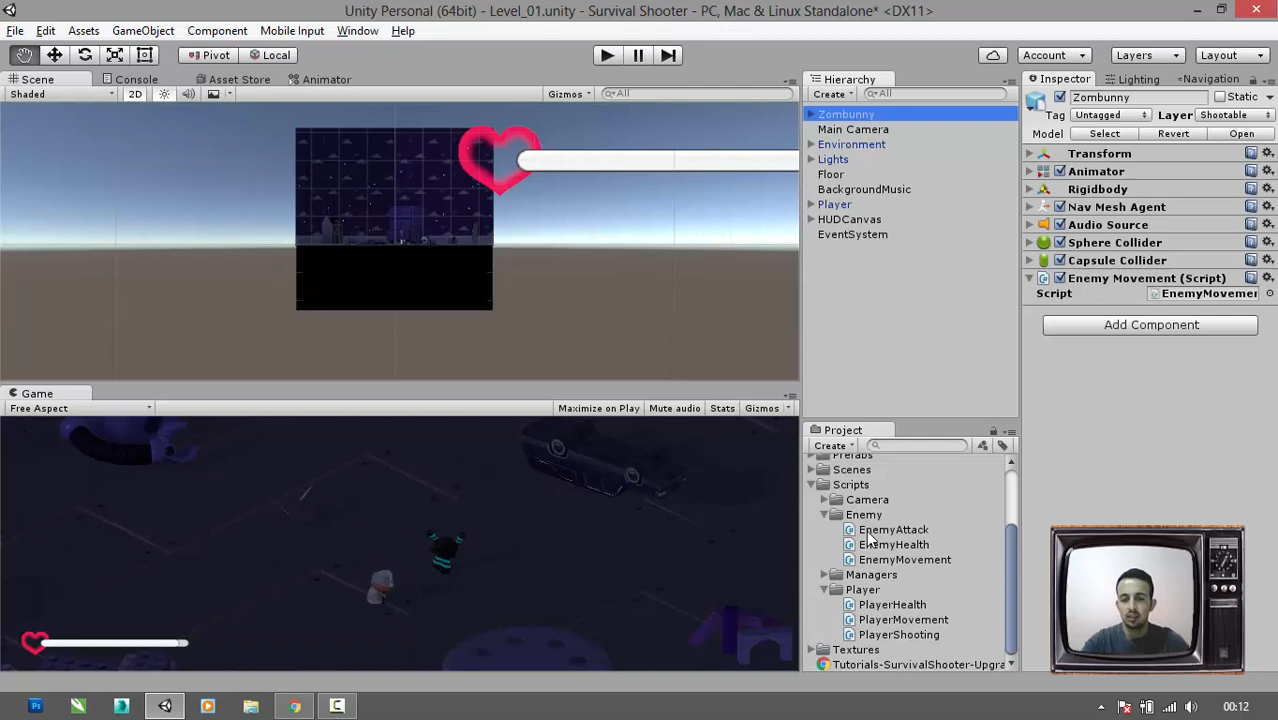 Unity Personal (64bit) - Level_01.unity - Survival Shooter - PC, Mac & Linux Standalone* <DX11>
File Edit Assets GameObject Component Mobile Input Window Help
Pivot Local Account Layers Layout
Scene Console Asset Store Animator
Shaded 2D Gizmos All
Hierarchy
Create All
Zombunny
Main Camera
Environment
Lights
Floor
BackgroundMusic
Player
HUDCanvas
EventSystem
Inspector Lighting Navigation
Zombunny Static
Tag Untagged Layer Shootable
Model Select Revert Open
Transform
Animator
Rigidbody
Nav Mesh Agent
Audio Source
Sphere Collider
Capsule Collider
Enemy Movement (Script)
Script EnemyMovemer
Add Component
Game
Free Aspect Maximize on Play Mute audio Stats Gizmos
Project
Create
Prefabs
Scenes
Scripts
Camera
Enemy
EnemyAttack
EnemyHealth
EnemyMovement
Managers
Player
PlayerHealth
PlayerMovement
PlayerShooting
Textures
Tutorials-SurvivalShooter-Upgra
Ps
00:12